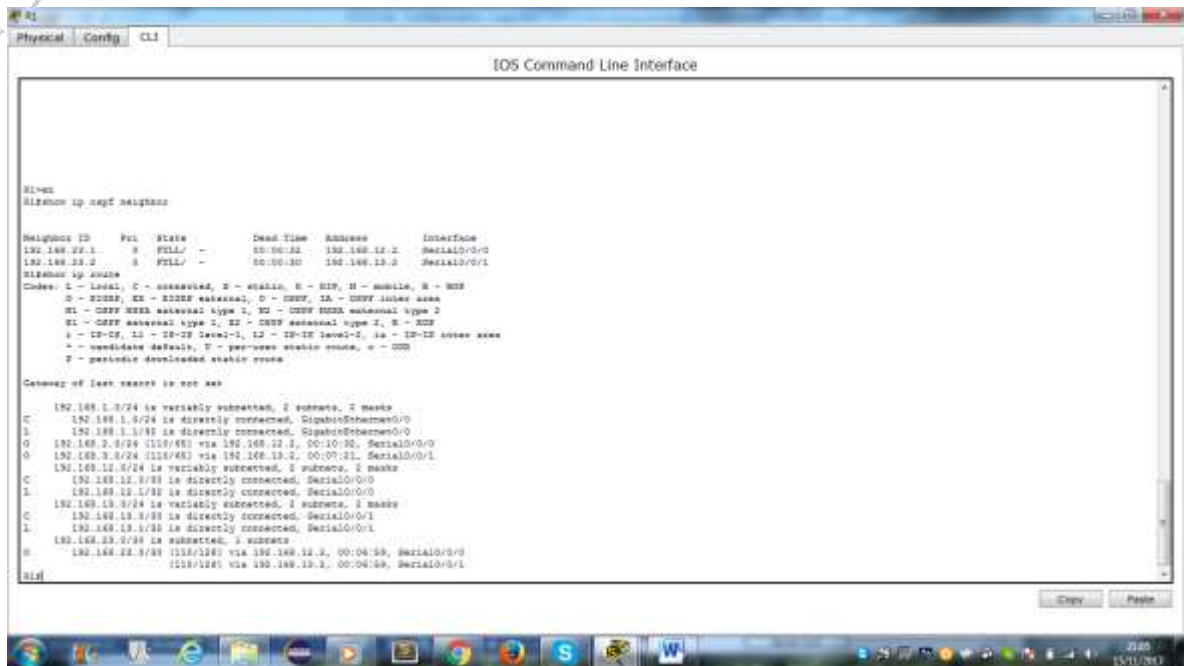 R1
Physical Config CLI
IOS Command Line Interface
R1>en
R1#show ip ospf neighbor
Neighbor ID Pri State Dead Time Address Interface
192.168.23.1 0 FULL/ - 00:00:32 192.168.12.2 Serial0/0/0
192.168.23.2 0 FULL/ - 00:00:30 192.168.13.2 Serial0/0/1
R1#show ip route
Codes: L - local, C - connected, S - static, R - RIP, M - mobile, B - BGP
D - EIGRP, EX - EIGRP external, O - OSPF, IA - OSPF inter area
N1 - OSPF NSSA external type 1, N2 - OSPF NSSA external type 2
E1 - OSPF external type 1, E2 - OSPF external type 2, E - EGP
i - IS-IS, L1 - IS-IS level-1, L2 - IS-IS level-2, ia - IS-IS inter area
* - candidate default, U - per-user static route, o - ODR
P - periodic downloaded static route
Gateway of last resort is not set
192.168.1.0/24 is variably subnetted, 2 subnets, 2 masks
C 192.168.1.0/24 is directly connected, GigabitEthernet0/0
L 192.168.1.1/32 is directly connected, GigabitEthernet0/0
O 192.168.2.0/24 [110/65] via 192.168.12.2, 00:10:32, Serial0/0/0
O 192.168.3.0/24 [110/65] via 192.168.13.2, 00:07:21, Serial0/0/1
192.168.12.0/24 is variably subnetted, 2 subnets, 2 masks
C 192.168.12.0/30 is directly connected, Serial0/0/0
L 192.168.12.1/32 is directly connected, Serial0/0/0
192.168.13.0/24 is variably subnetted, 2 subnets, 2 masks
C 192.168.13.0/30 is directly connected, Serial0/0/1
L 192.168.13.1/32 is directly connected, Serial0/0/1
192.168.23.0/30 is subnetted, 1 subnets
O 192.168.23.0/30 [110/128] via 192.168.12.2, 00:06:59, Serial0/0/0
[110/128] via 192.168.13.2, 00:06:59, Serial0/0/1
R1#
Copy Paste
21:05
15/11/2017